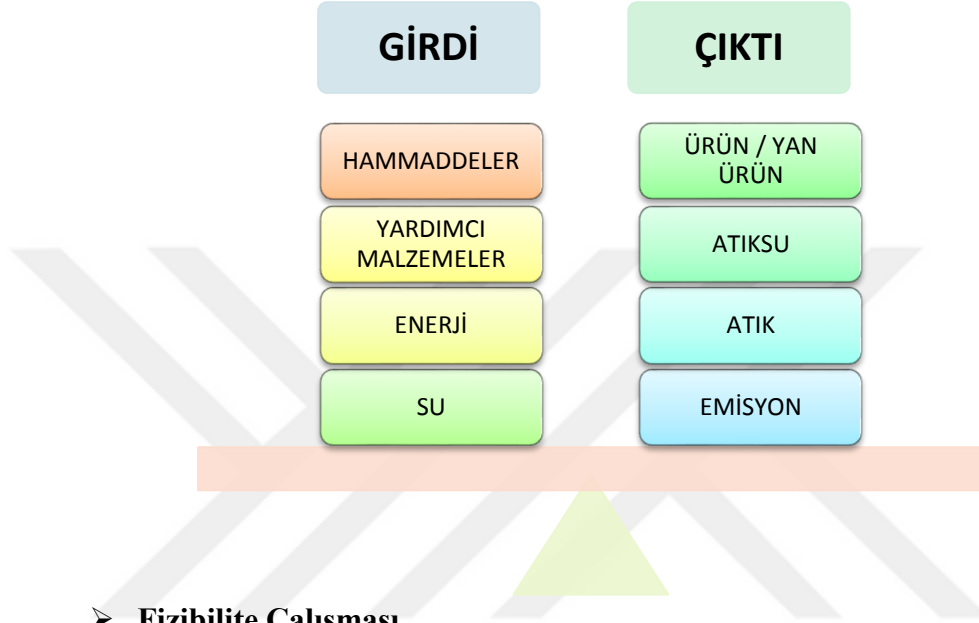 GİRDİ
ÇIKTI
HAMMADDELER
ÜRÜN / YAN
ÜRÜN
YARDIMCI
MALZEMELER
ATIKSU
ENERJİ
ATIK
SU
EMİSYON
➢ Fizibilite Çalışması